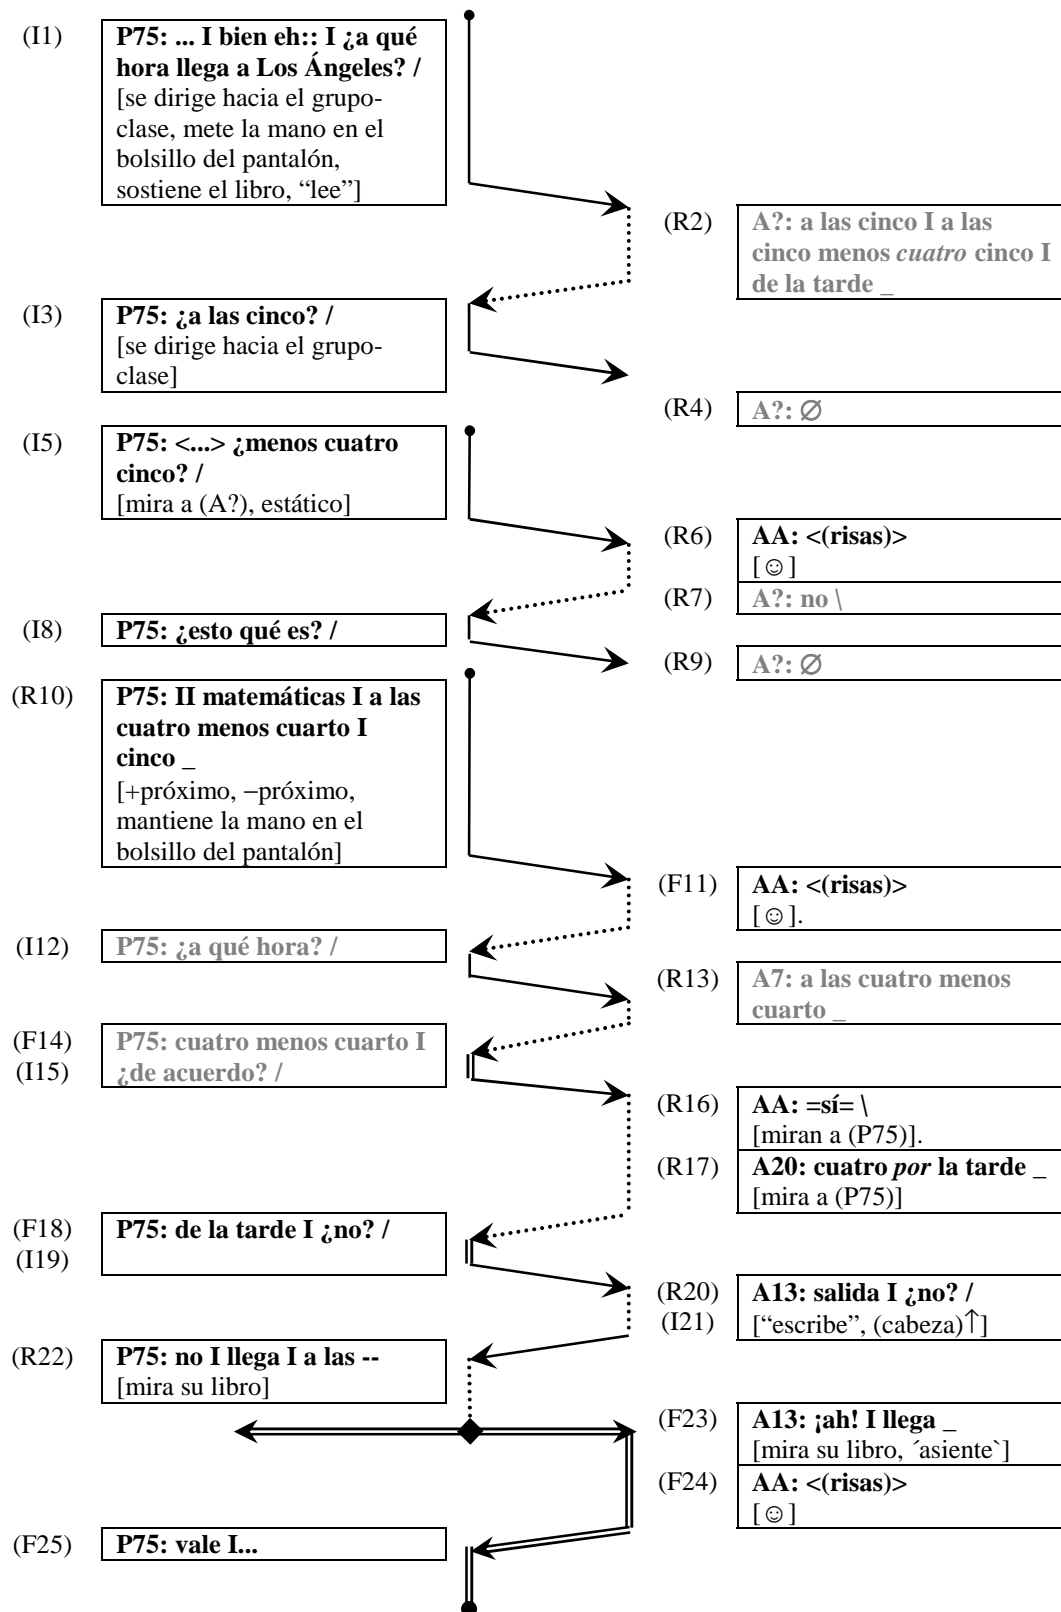 (I1)
P75: ... I bien eh:: I ¿a qué
hora llega a Los Ángeles? /
[se dirige hacia el grupo-
clase, mete la mano en el
bolsillo del pantalón,
sostiene el libro, “lee”]
(R2)
A?: a las cinco I a las
cinco menos cuatro cinco I
de la tarde _
(I3)
P75: ¿a las cinco? /
[se dirige hacia el grupo-
clase]
(R4)
A?: ∅
(I5)
P75: <...> ¿menos cuatro
cinco? /
[mira a (A?), estático]
(R6)
AA: <(risas)>
[☺]
(R7)
A?: no \
(I8)
P75: ¿esto qué es? /
(R9)
A?: ∅
(R10)
P75: II matemáticas I a las
cuatro menos cuarto I
cinco _
[+próximo, −próximo,
mantiene la mano en el
bolsillo del pantalón]
(F11)
AA: <(risas)>
[☺].
(I12)
P75: ¿a qué hora? /
(R13)
A7: a las cuatro menos
cuarto _
(F14)
(I15)
P75: cuatro menos cuarto I
¿de acuerdo? /
(R16)
AA: =sí= \
[miran a (P75)].
(R17)
A20: cuatro por la tarde _
[mira a (P75)]
(F18)
(I19)
P75: de la tarde I ¿no? /
(R20)
(I21)
A13: salida I ¿no? /
[“escribe”, (cabeza)↑]
(R22)
P75: no I llega I a las --
[mira su libro]
(F23)
A13: ¡ah! I llega _
[mira su libro, ´asiente`]
(F24)
AA: <(risas)>
[☺]
(F25)
P75: vale I...